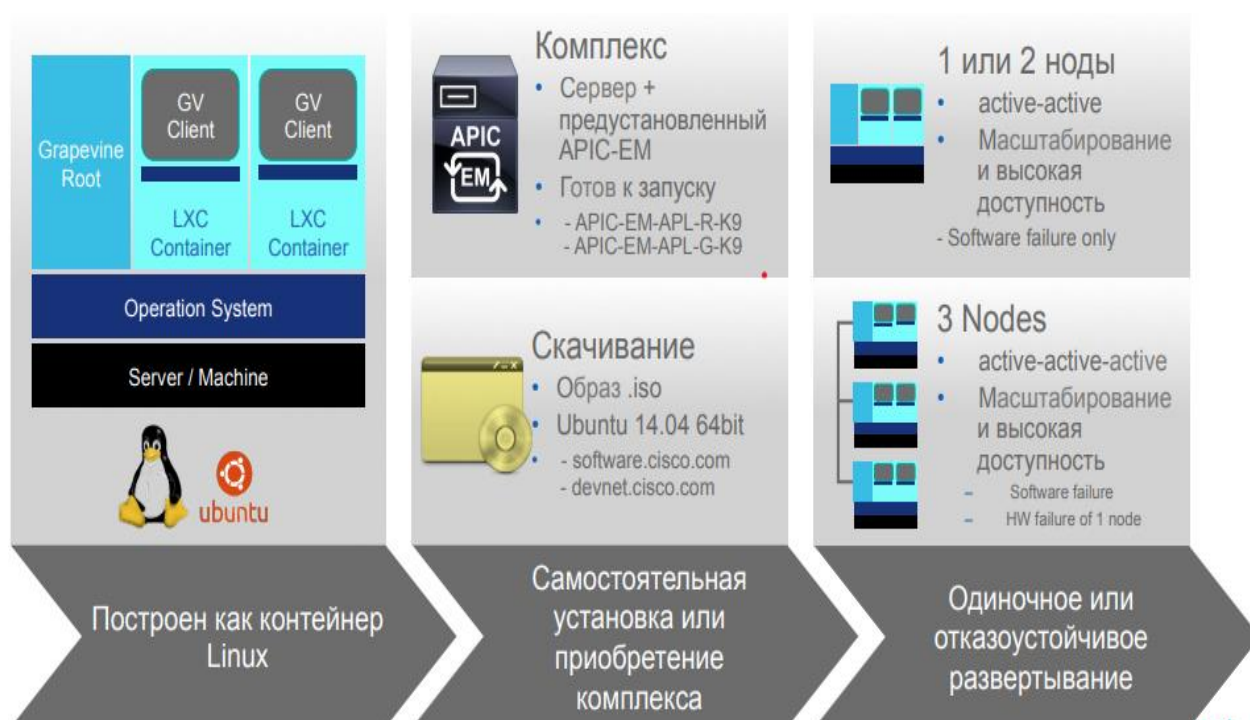 Grapevine
Root
GV
Client
GV
Client
LXC
Container
LXC
Container
Operation System
Server / Machine
ubuntu
Построен как контейнер
Linux
APIC
EM
Комплекс
• Сервер +
предустановленный
APIC-EM
• Готов к запуску
• - APIC-EM-APL-R-K9
- APIC-EM-APL-G-K9
Скачивание
• Образ .iso
• Ubuntu 14.04 64bit
• - software.cisco.com
- devnet.cisco.com
Самостоятельная
установка или
приобретение
комплекса
1 или 2 ноды
• active-active
• Масштабирование
и высокая
доступность
- Software failure only
3 Nodes
• active-active-active
• Масштабирование
и высокая
доступность
– Software failure
– HW failure of 1 node
Одиночное или
отказоустойчивое
развертывание